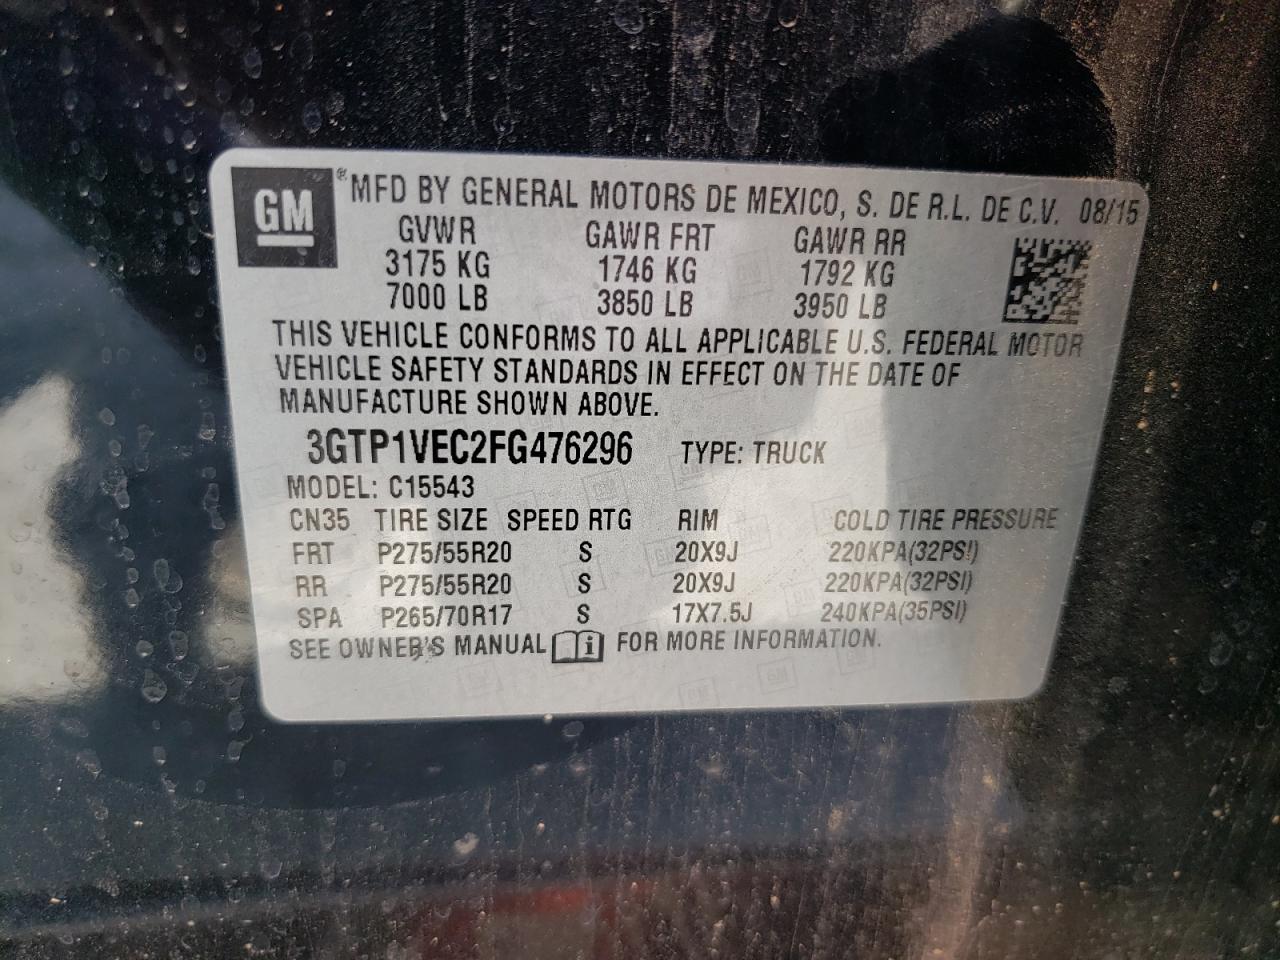 GM ® MFD BY GENERAL MOTORS DE MEXICO, S. DE R.L. DE C.V. 08/15
GVWR GAWR FRT GAWR RR
3175 KG 1746 KG 1792 KG
7000 LB 3850 LB 3950 LB
THIS VEHICLE CONFORMS TO ALL APPLICABLE U.S. FEDERAL MOTOR
VEHICLE SAFETY STANDARDS IN EFFECT ON THE DATE OF
MANUFACTURE SHOWN ABOVE.
3GTP1VEC2FG476296 TYPE: TRUCK
MODEL: C15543
CN35 TIRE SIZE SPEED RTG RIM COLD TIRE PRESSURE
FRT P275/55R20 S 20X9J 220KPA(32PSI)
RR P275/55R20 S 20X9J 220KPA(32PSI)
SPA P265/70R17 S 17X7.5J 240KPA(35PSI)
SEE OWNER'S MANUAL i FOR MORE INFORMATION.